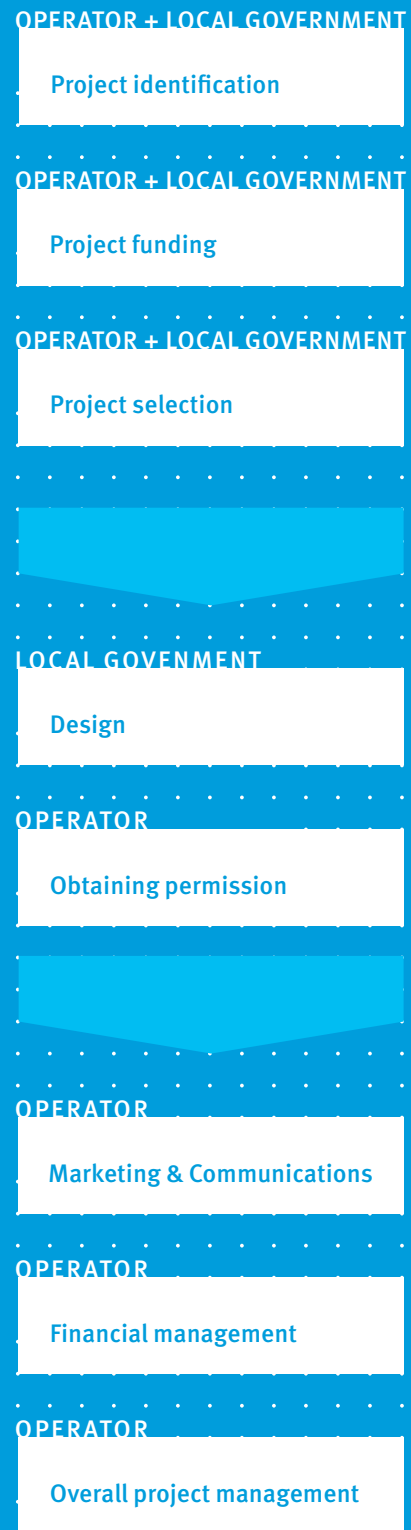 OPERATOR + LOCAL GOVERNMENT
Project identification
OPERATOR + LOCAL GOVERNMENT
Project funding
OPERATOR + LOCAL GOVERNMENT
Project selection
LOCAL GOVENMENT
Design
OPERATOR
Obtaining permission
OPERATOR
Marketing & Communications
OPERATOR
Financial management
OPERATOR
Overall project management